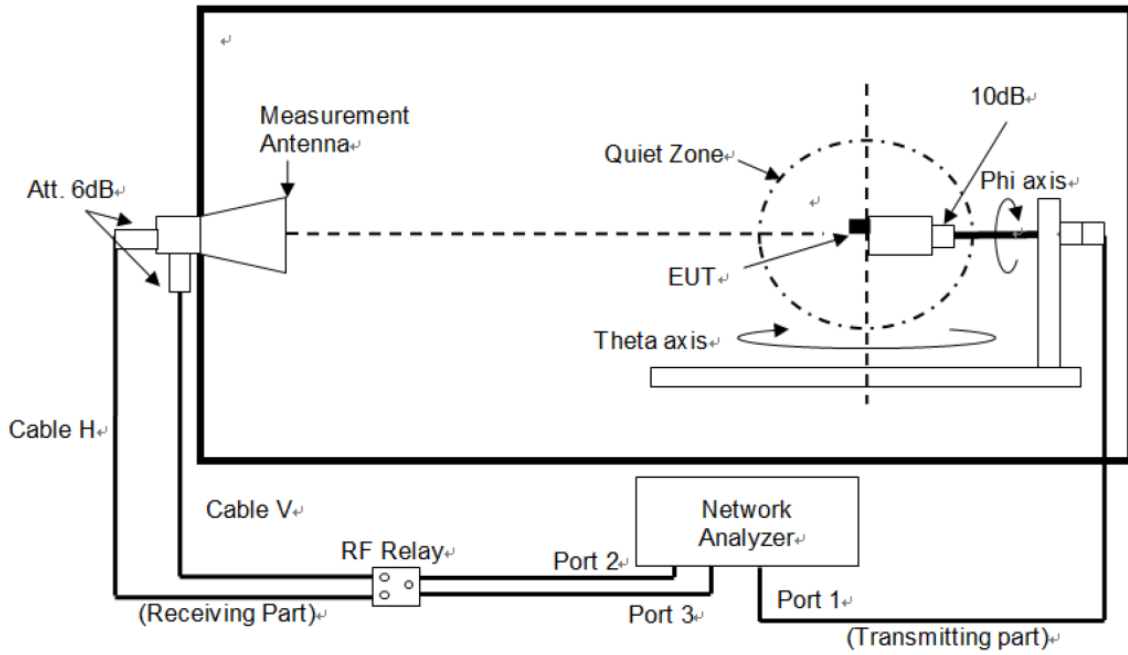 Measurement
Antenna
Att. 6dB
Quiet Zone
10dB
Phi axis
EUT
Theta axis
Cable H
Cable V
RF Relay
(Receiving Part)
Port 2
Port 3
Network
Analyzer
Port 1
(Transmitting part)